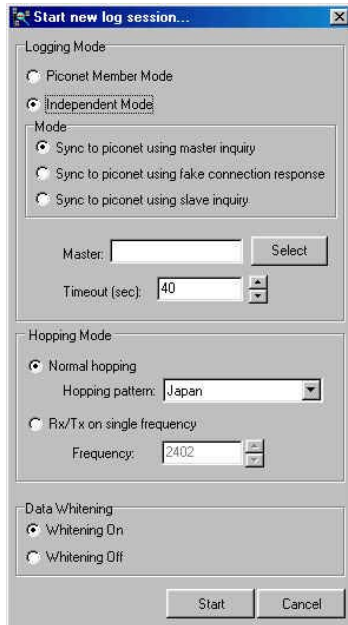 Start new log session...
Logging Mode
Piconet Member Mode
Independent Mode
Mode
Sync to piconet using master inquiry
Sync to piconet using fake connection response
Sync to piconet using slave inquiry
Master: Select
Timeout (sec): 40
Hopping Mode
Normal hopping
Hopping pattern: Japan
Rx/Tx on single frequency
Frequency: 2402
Data Whitening
Whitening On
Whitening Off
Start Cancel